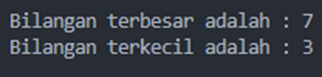 Bilangan terbesar adalah : 7
Bilangan terkecil adalah : 3